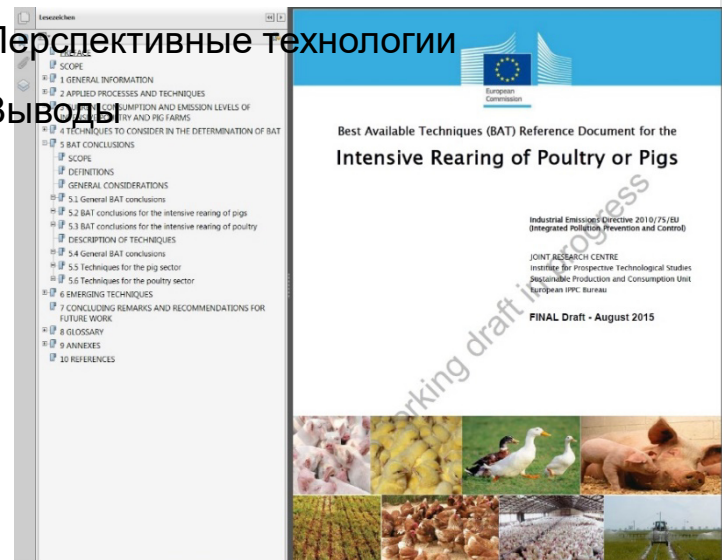 Lesezeichen
Перспективные технологии
PREFACE
SCOPE
1 GENERAL INFORMATION
2 APPLIED PROCESSES AND TECHNIQUES
Выводы
CONSUMPTION AND EMISSION LEVELS OF
POULTRY AND PIG FARMS
4 TECHNIQUES TO CONSIDER IN THE DETERMINATION OF BAT
5 BAT CONCLUSIONS
SCOPE
DEFINITIONS
GENERAL CONSIDERATIONS
5.1 General BAT conclusions
5.2 BAT conclusions for the intensive rearing of pigs
5.3 BAT conclusions for the intensive rearing of poultry
DESCRIPTION OF TECHNIQUES
5.4 General BAT conclusions
5.5 Techniques for the pig sector
5.6 Techniques for the poultry sector
6 EMERGING TECHNIQUES
7 CONCLUDING REMARKS AND RECOMMENDATIONS FOR
FUTURE WORK
8 GLOSSARY
9 ANNEXES
10 REFERENCES
European
Commission
Best Available Techniques (BAT) Reference Document for the
Intensive Rearing of Poultry or Pigs
Industrial Emissions Directive 2010/75/EU
(Integrated Pollution Prevention and Control)
JOINT RESEARCH CENTRE
Institute for Prospective Technological Studies
Sustainable Production and Consumption Unit
European IPPC Bureau
FINAL Draft - August 2015
working draft in progress